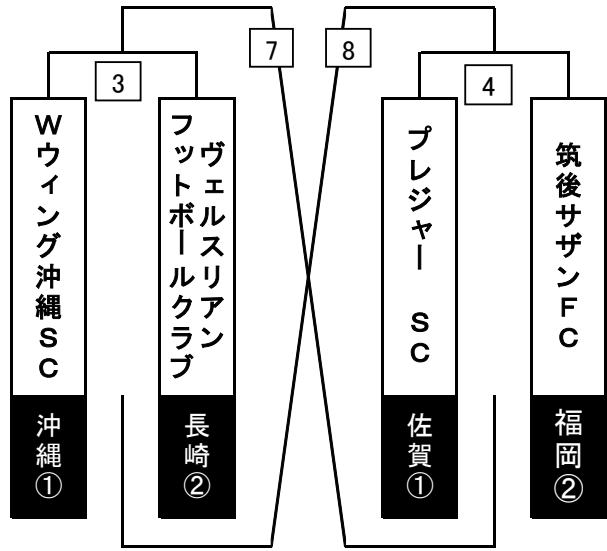 7
8
3
4
Wウィング沖縄SC
ヴェルスリアン
フットボールクラブ
プレジャー SC
筑後サザンFC
沖縄①
長崎②
佐賀①
福岡②